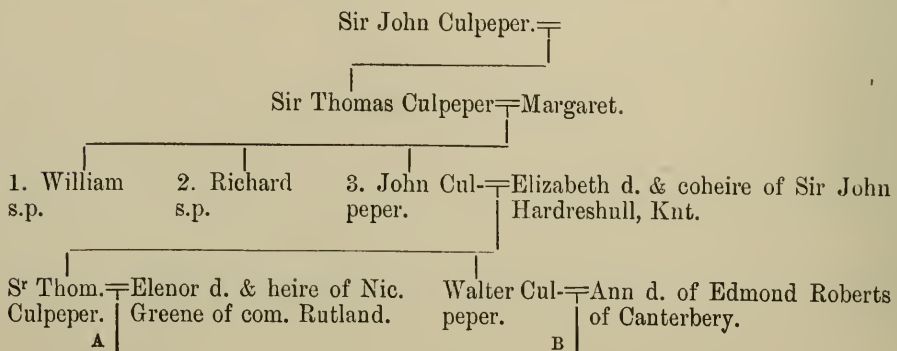 Sir John Culpeper.
Sir Thomas Culpeper Margaret.
1. William 2. Richard 3. John Cul- Elizabeth d. & coheire of Sir John
s.p. s.p. peper. Hardreshull, Knt.
Sr Thom. Elenor d. & heire of Nic. Walter Cul- Ann d. of Edmond Roberts
Culpeper. Greene of com. Rutland. peper. of Canterbery.
A B